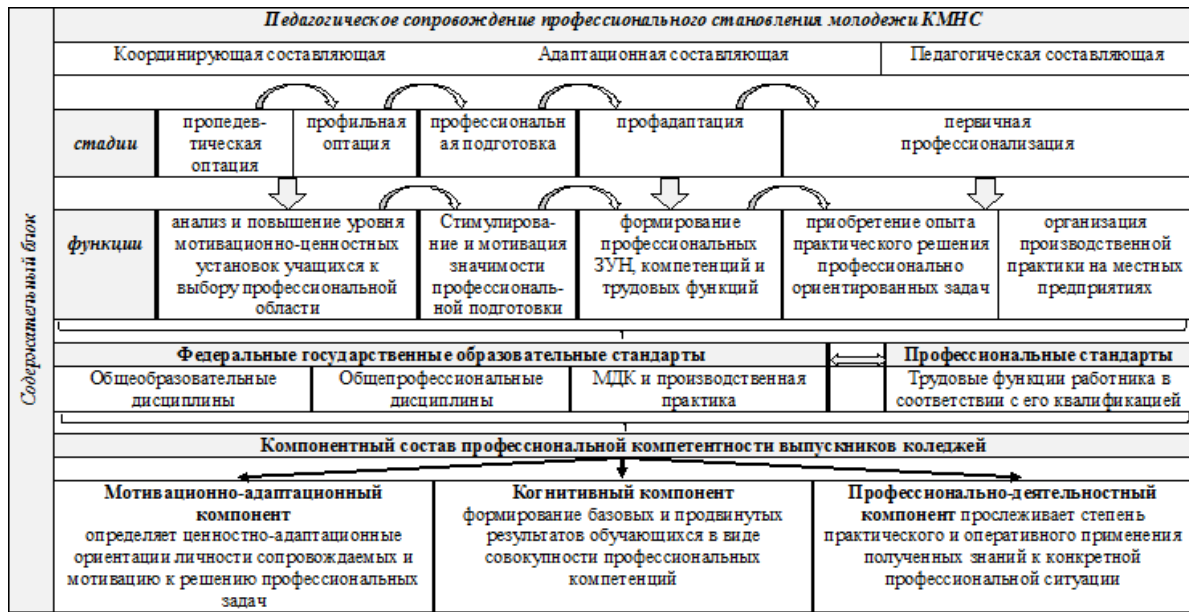 Педагогическое сопровождение профессионального становления молодежи КМНС
Координирующая составляющая
Адаптационная составляющая
Педагогическая составляющая
Содержательный блок
стадии
пропедев-
тическая
оптация
профильная
оптация
профессиональн
ая подготовка
профадаптация
первичная
профессионализация
функции
анализ и повышение уровня
мотивационно-ценностных
установок учащихся к
выбору профессиональной
области
Стимулирова-
ние и мотивация
значимости
профессиональ-
ной подготовки
формирование
профессиональных
ЗУН, компетенций и
трудовых функций
приобретение опыта
практического решения
профессионально
ориентированных задач
организация
производственной
практики на местных
предприятиях
Федеральные государственные образовательные стандарты
Профессиональные стандарты
Общеобразовательные
дисциплины
Общепрофессиональные
дисциплины
МДК и производственная
практика
Трудовые функции работника в
соответствии с его квалификацией
Компонентный состав профессиональной компетентности выпускников коледжей
Мотивационно-адаптационный
компонент
определяет ценностно-адаптационные
ориентации личности сопровождаемых и
мотивацию к решению профессиональных
задач
Когнитивный компонент
формирование базовых и продвинутых
результатов обучающихся в виде
совокупности профессиональных
компетенций
Профессионально-деятельностный
компонент прослеживает степень
практического и оперативного применения
полученных знаний к конкретной
профессиональной ситуации